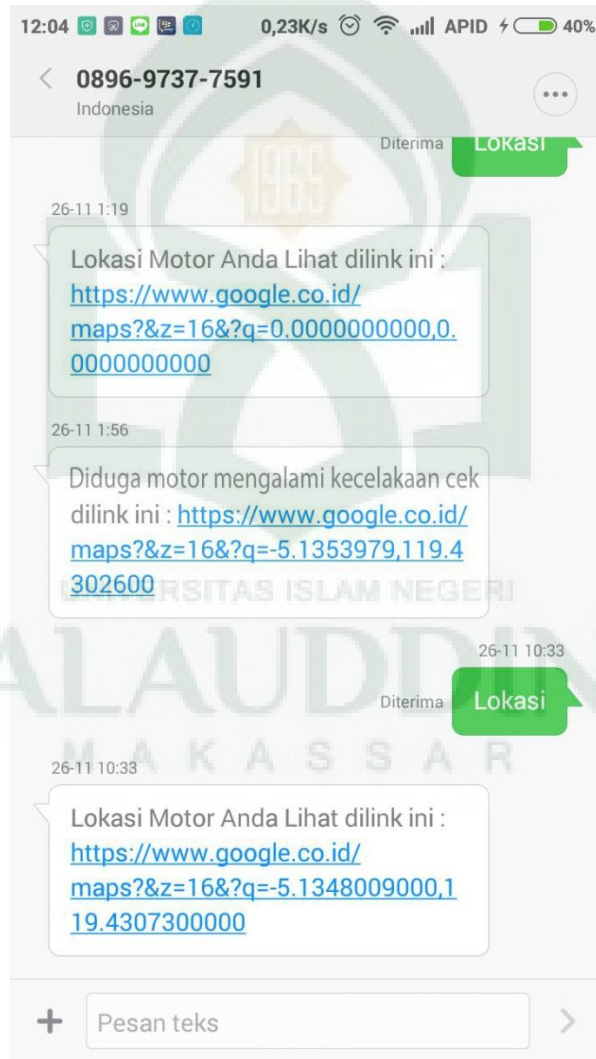 12:04 0,23K/s APID 40%
0896-9737-7591
Indonesia
Diterima Lokasi
1965
26-11 1:19
Lokasi Motor Anda Lihat dilink ini :
https://www.google.co.id/
maps?&z=16&?q=0.0000000000,0.
0000000000
26-11 1:56
Diduga motor mengalami kecelakaan cek
dilink ini : https://www.google.co.id/
maps?&z=16&?q=-5.1353979,119.4
302600
UNIVERSITAS ISLAM NEGERI
26-11 10:33
ALAUDDIN
Diterima Lokasi
MAKASSAR
26-11 10:33
Lokasi Motor Anda Lihat dilink ini :
https://www.google.co.id/
maps?&z=16&?q=-5.1348009000,1
19.4307300000
Pesan teks